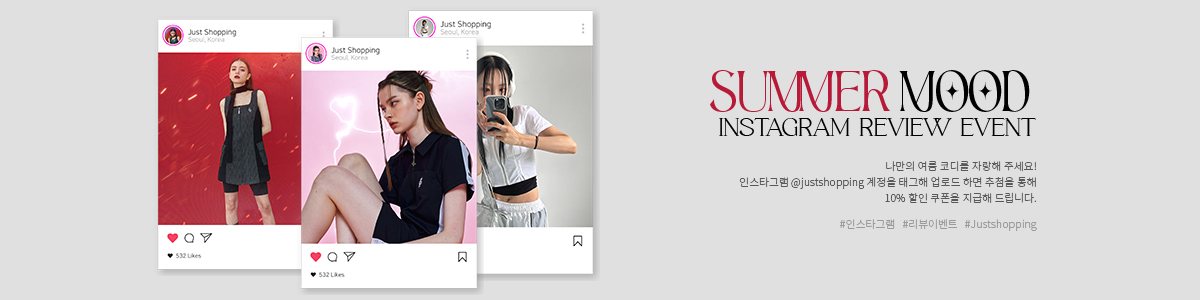 Just Shopping
Seoul, Korea
532 Likes
Just Shopping
Seoul, Korea
532 Likes
Just Shopping
Seoul, Korea
SUMMER MOOD
INSTAGRAM REVIEW EVENT
나만의 여름 코디를 자랑해 주세요!
인스타그램 @justshopping 계정을 태그해 업로드 하면 추첨을 통해
10% 할인 쿠폰을 지급해 드립니다.
#인스타그램 #리뷰이벤트 #Justshopping